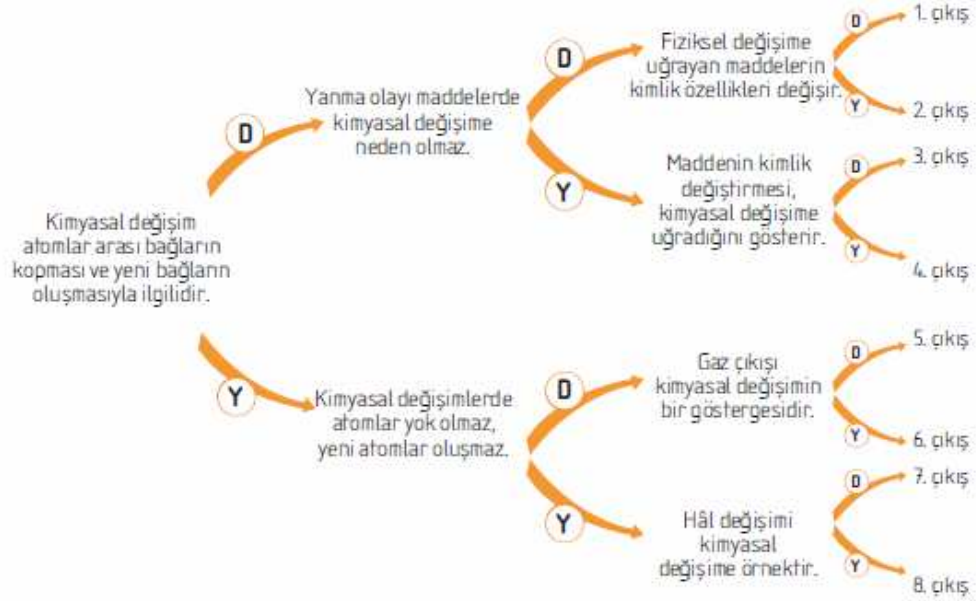 Kimyasal değişim
atomlar arası bağların
kopması ve yeni bağların
oluşmasıyla ilgilidir.
D
Yanma olayı maddelerde
kimyasal değişime
neden olmaz.
D
Fiziksel değişime
uğrayan maddelerin
kimlik özellikleri değişir.
D
1. çıkış
Y
2. çıkış
Y
Maddenin kimlik
değiştirmesi,
kimyasal değişime
uğradığını gösterir.
D
3. çıkış
Y
4. çıkış
Y
Kimyasal değişimlerde
atomlar yok olmaz,
yeni atomlar oluşmaz.
D
Gaz çıkışı
kimyasal değişimin
bir göstergesidir.
D
5. çıkış
Y
6. çıkış
Y
Hâl değişimi
kimyasal
değişime örnektir.
D
7. çıkış
Y
8. çıkış